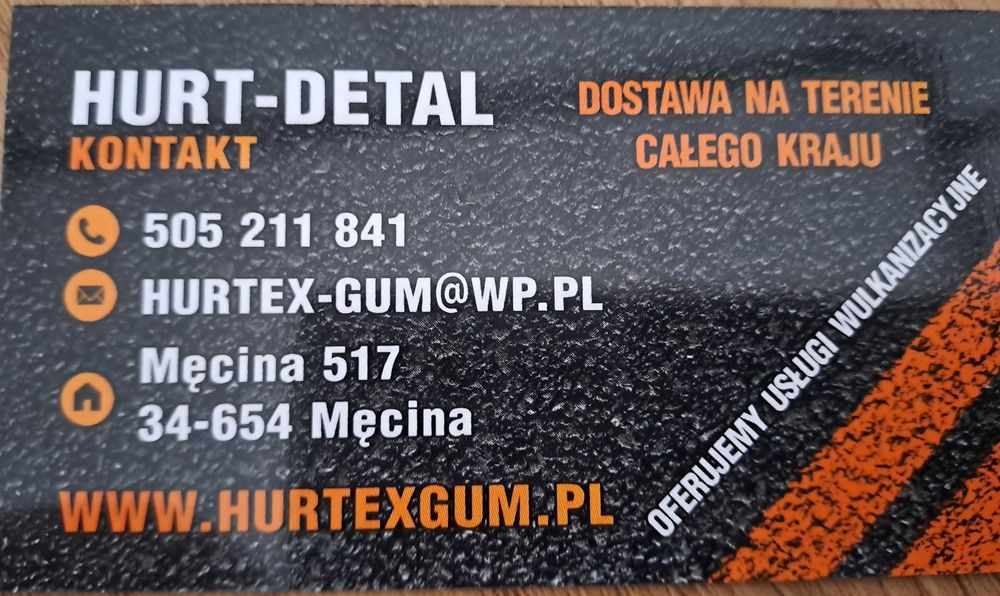 HURT-DETAL
KONTAKT
505 211 841
HURTEX-GUM@WP.PL
Męcina 517
34-654 Męcina
WWW.HURTEXGUM.PL
DOSTAWA NA TERENIE
CAŁEGO KRAJU
OFERUJEMY USŁUGI WULKANIZACYJNE